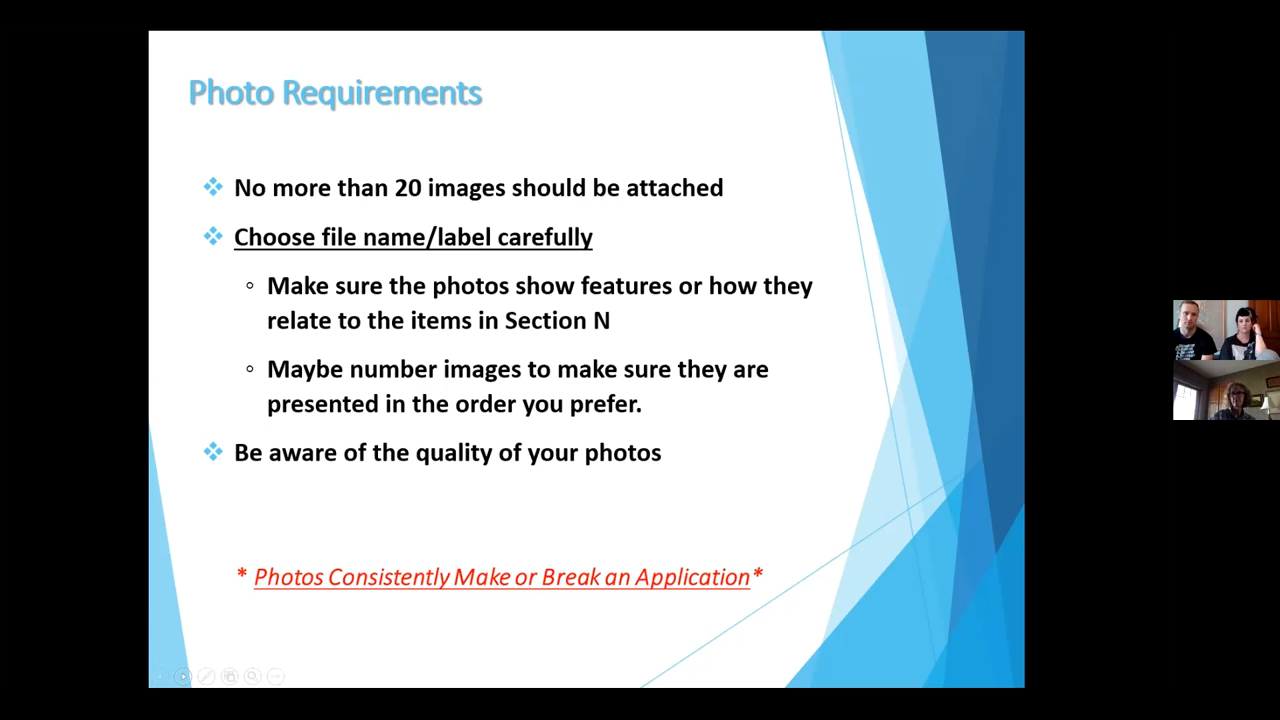 Photo Requirements
No more than 20 images should be attached
Choose file name/label carefully
Make sure the photos show features or how they
relate to the items in Section N
Maybe number images to make sure they are
presented in the order you prefer.
Be aware of the quality of your photos
* Photos Consistently Make or Break an Application*